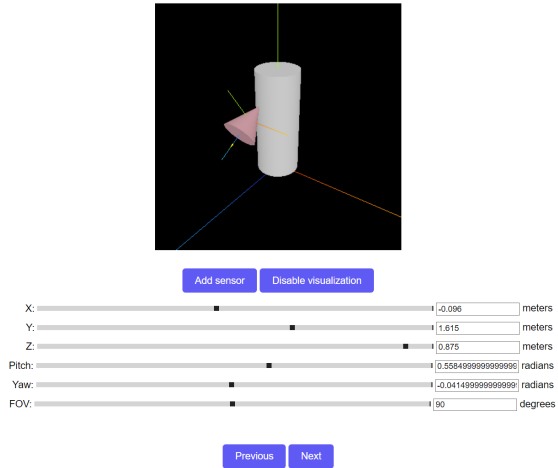 Add sensor Disable visualization
X: -0.096 meters
Y: 1.615 meters
Z: 0.875 meters
Pitch: 0.5584999999999999 radians
Yaw: -0.041499999999999 radians
FOV: 90 degrees
Previous Next